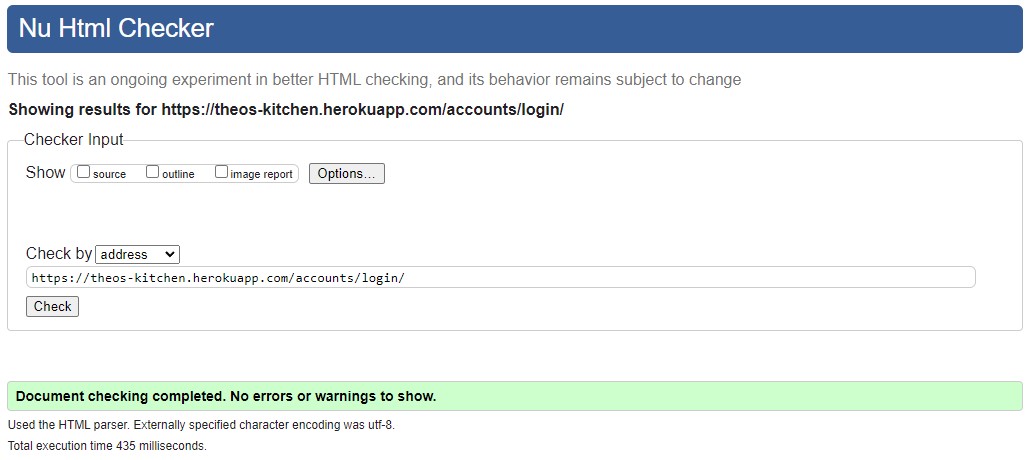 Nu Html Checker
This tool is an ongoing experiment in better HTML checking, and its behavior remains subject to change
Showing results for https://theos-kitchen.herokuapp.com/accounts/login/
Checker Input
Show source outline image report Options...
Check by address
https://theos-kitchen.herokuapp.com/accounts/login/
Check
Document checking completed. No errors or warnings to show.
Used the HTML parser. Externally specified character encoding was utf-8.
Total execution time 435 milliseconds.